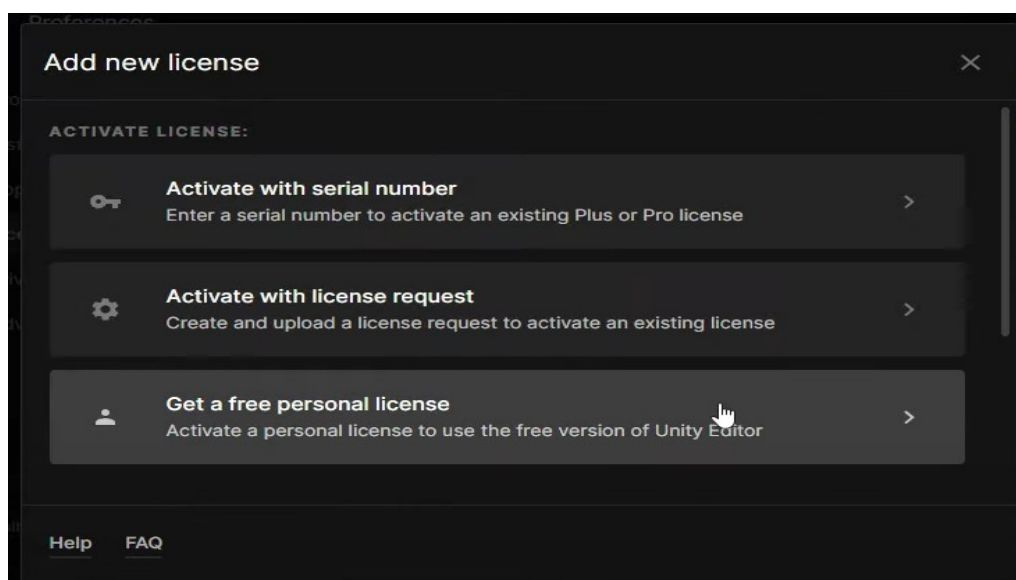 Preferences
Add new license
ACTIVATE LICENSE:
Activate with serial number
Enter a serial number to activate an existing Plus or Pro license
Activate with license request
Create and upload a license request to activate an existing license
Get a free personal license
Activate a personal license to use the free version of Unity Editor
Help FAQ